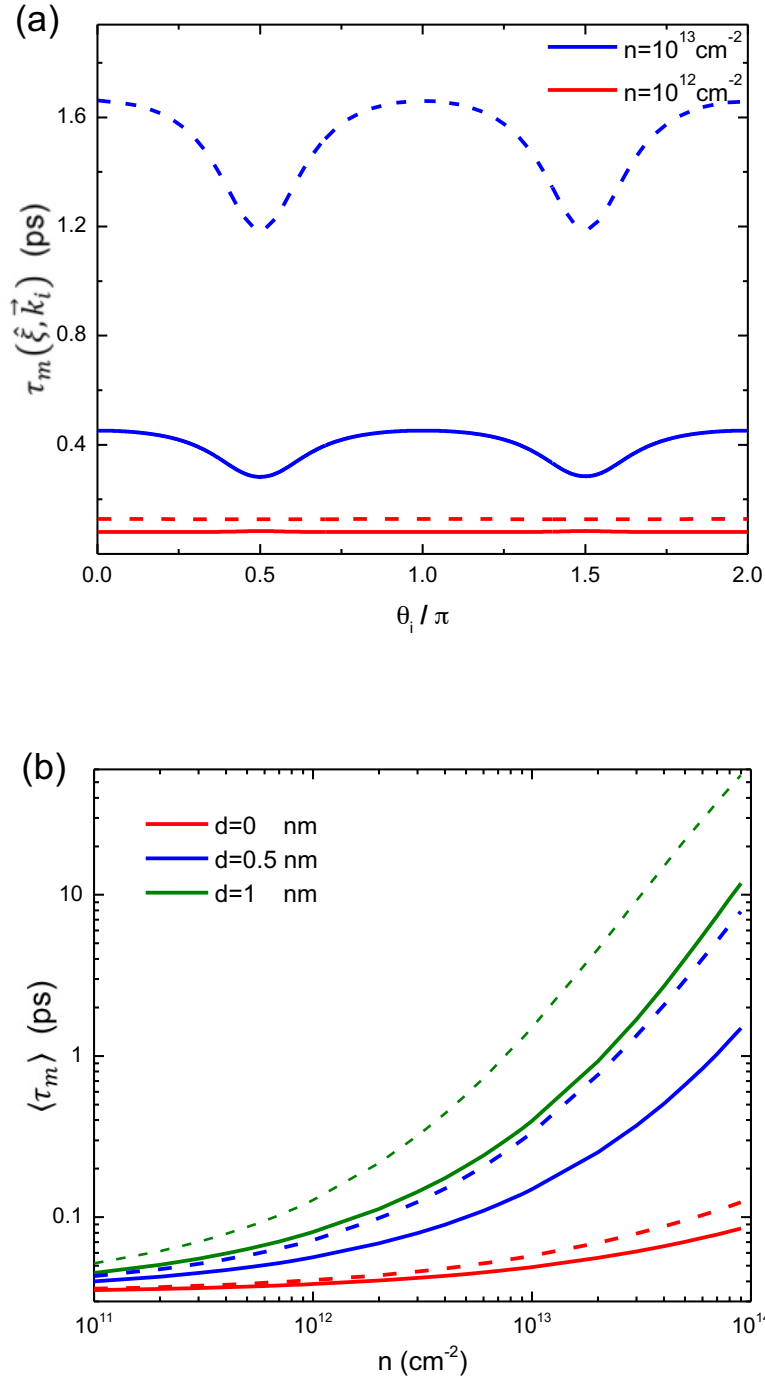 (a)
n=10¹³cm⁻²
n=10¹²cm⁻²
1.6
1.2
0.8
0.4
τₘ(ξ̂,k⃗ᵢ) (ps)
0.0 0.5 1.0 1.5 2.0
θᵢ / π
(b)
d=0 nm
d=0.5 nm
d=1 nm
10
1
0.1
⟨τₘ⟩ (ps)
10¹¹ 10¹² 10¹³ 10¹⁴
n (cm⁻²)